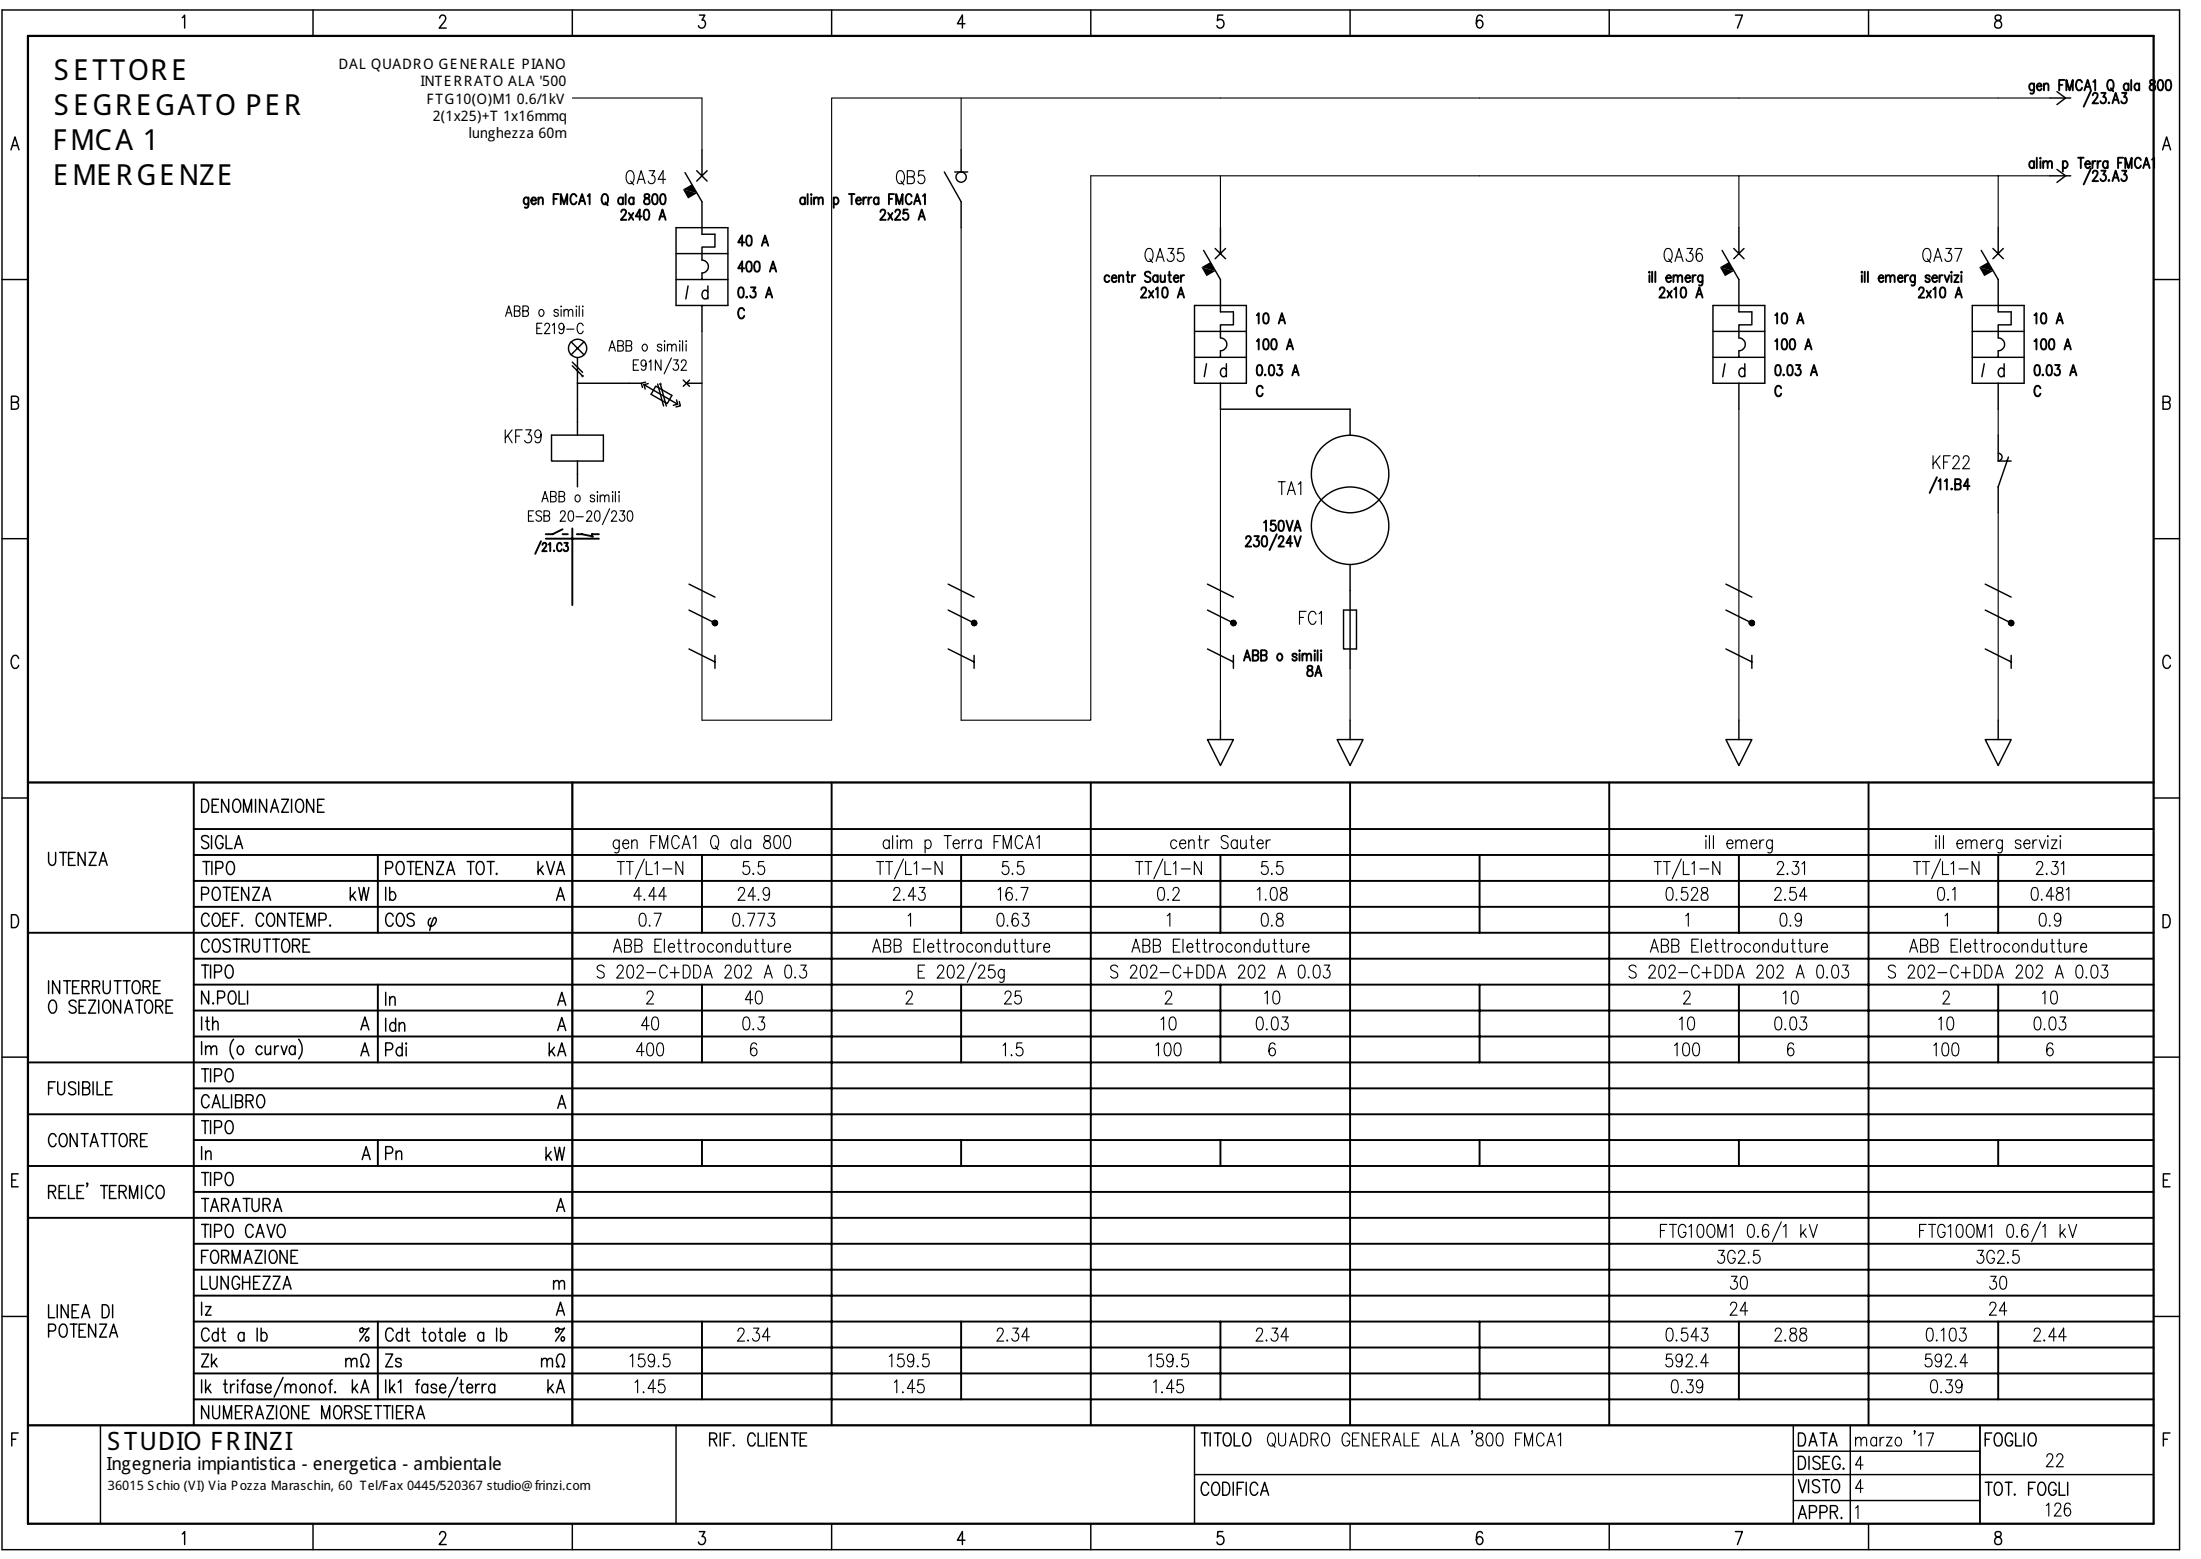 1 2 3 4 5 6 7 8
SETTORE
SEGREGATO PER
FMCA 1
EMERGENZE
DAL QUADRO GENERALE PIANO
INTERRATO ALA '500
FTG10(O)M1 0.6/1kV
2(1x25)+T 1x16mmq
lunghezza 60m
gen FMCA1 Q ala 800
/23.A3
alim p Terra FMCA1
/23.A3
A A
QA34
gen FMCA1 Q ala 800
2x40 A
40 A
400 A
I d 0.3 A
C
QB5
alim p Terra FMCA1
2x25 A
QA35
centr Sauter
2x10 A
10 A
100 A
I d 0.03 A
C
QA36
ill emerg
2x10 A
10 A
100 A
I d 0.03 A
C
QA37
ill emerg servizi
2x10 A
10 A
100 A
I d 0.03 A
C
ABB o simili
E219-C
ABB o simili
E91N/32
B B
KF39
ABB o simili
ESB 20-20/230
/21.C3
TA1
150VA
230/24V
KF22
/11.B4
FC1
ABB o simili
8A
C C
UTENZA
DENOMINAZIONE
SIGLA gen FMCA1 Q ala 800 alim p Terra FMCA1 centr Sauter ill emerg ill emerg servizi
TIPO POTENZA TOT. kVA TT/L1-N 5.5 TT/L1-N 5.5 TT/L1-N 5.5 TT/L1-N 2.31 TT/L1-N 2.31
POTENZA kW Ib A 4.44 24.9 2.43 16.7 0.2 1.08 0.528 2.54 0.1 0.481
COEF. CONTEMP. COS φ 0.7 0.773 1 0.63 1 0.8 1 0.9 1 0.9
D D
INTERRUTTORE
O SEZIONATORE
COSTRUTTORE ABB Elettrocondutture ABB Elettrocondutture ABB Elettrocondutture ABB Elettrocondutture ABB Elettrocondutture
TIPO S 202-C+DDA 202 A 0.3 E 202/25g S 202-C+DDA 202 A 0.03 S 202-C+DDA 202 A 0.03 S 202-C+DDA 202 A 0.03
N.POLI In A 2 40 2 25 2 10 2 10 2 10
Ith A Idn A 40 0.3 10 0.03 10 0.03 10 0.03
Im (o curva) A Pdi kA 400 6 1.5 100 6 100 6 100 6
FUSIBILE
TIPO
CALIBRO A
CONTATTORE
TIPO
In A Pn kW
E E
RELE' TERMICO
TIPO
TARATURA A
LINEA DI
POTENZA
TIPO CAVO FTG10OM1 0.6/1 kV FTG10OM1 0.6/1 kV
FORMAZIONE 3G2.5 3G2.5
LUNGHEZZA m 30 30
Iz A 24 24
Cdt a Ib % Cdt totale a Ib % 2.34 2.34 2.34 0.543 2.88 0.103 2.44
Zk mΩ Zs mΩ 159.5 159.5 159.5 592.4 592.4
Ik trifase/monof. kA Ik1 fase/terra kA 1.45 1.45 1.45 0.39 0.39
NUMERAZIONE MORSETTIERA
F F
STUDIO FRINZI
Ingegneria impiantistica - energetica - ambientale
36015 Schio (VI) Via Pozza Maraschin, 60 Tel/Fax 0445/520367 studio@frinzi.com
RIF. CLIENTE
TITOLO QUADRO GENERALE ALA '800 FMCA1
CODIFICA
DATA marzo '17
DISEG. 4
VISTO 4
APPR. 1
FOGLIO
22
TOT. FOGLI
126
1 2 3 4 5 6 7 8